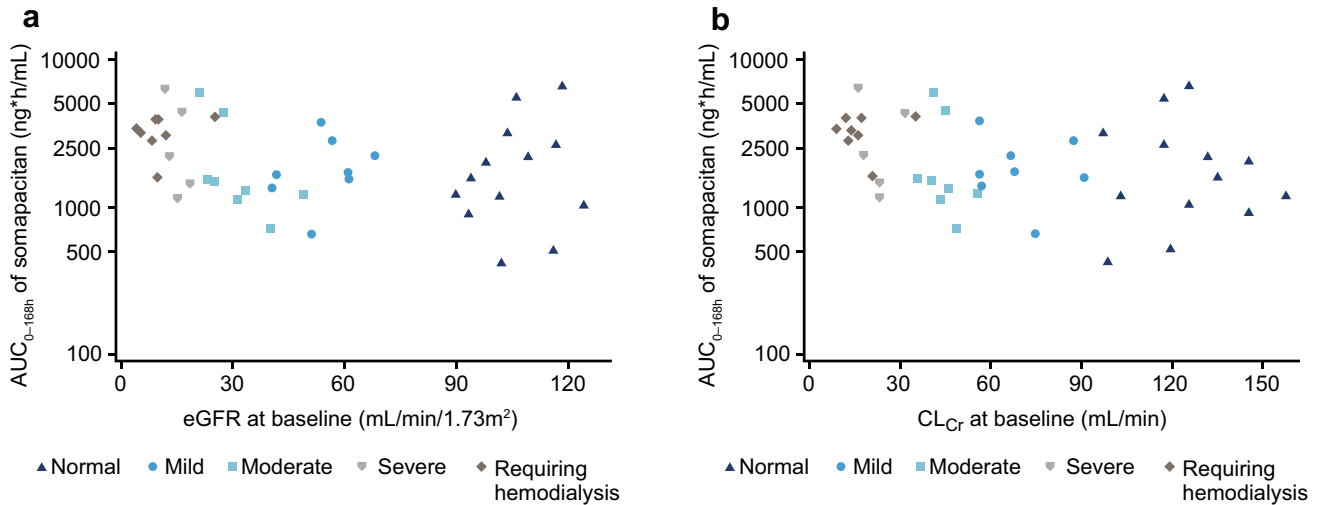 a
AUC0–168h of somapacitan (ng*h/mL)
10000
5000
2500
1000
500
100
0 30 60 90 120
eGFR at baseline (mL/min/1.73m²)
Normal Mild Moderate Severe Requiring
hemodialysis
b
AUC0–168h of somapacitan (ng*h/mL)
10000
5000
2500
1000
500
100
0 30 60 90 120 150
CLCr at baseline (mL/min)
Normal Mild Moderate Severe Requiring
hemodialysis